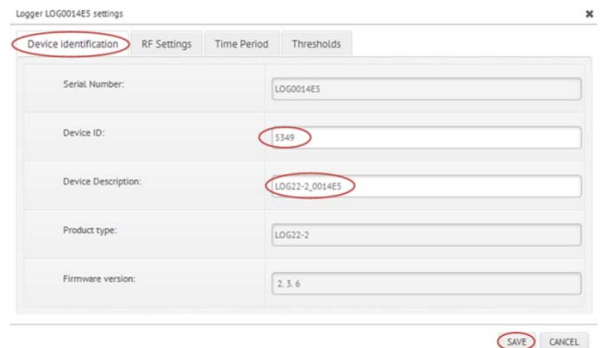 Logger LOG0014E5 settings
Device identification RF Settings Time Period Thresholds
Serial Number: LOG0014E5
Device ID: 5349
Device Description: LOG22-2_0014E5
Product type: LOG22-2
Firmware version: 2, 3, 6
SAVE CANCEL